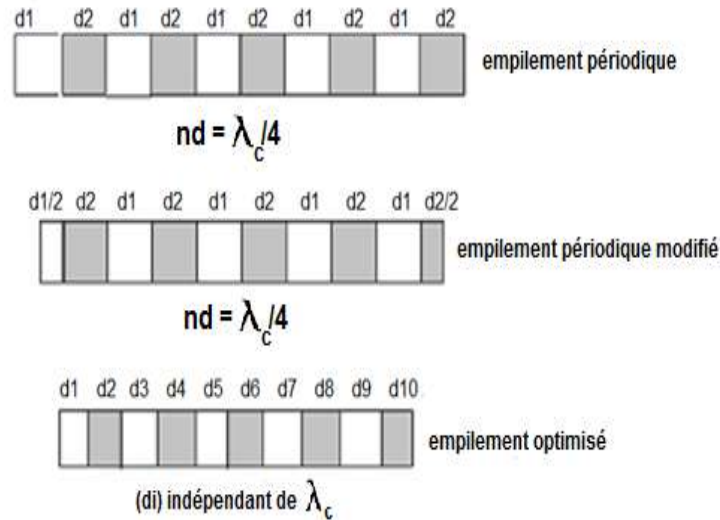 d1 d2 d1 d2 d1 d2 d1 d2 d1 d2
empilement périodique
nd = λc/4
d1/2 d2 d1 d2 d1 d2 d1 d2 d1 d2/2
empilement périodique modifié
nd = λc/4
d1 d2 d3 d4 d5 d6 d7 d8 d9 d10
empilement optimisé
(di) indépendant de λc